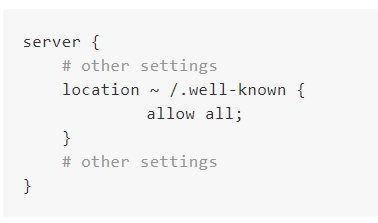 server {
    # other settings
    location ~ /.well-known {
            allow all;
    }
    # other settings
}